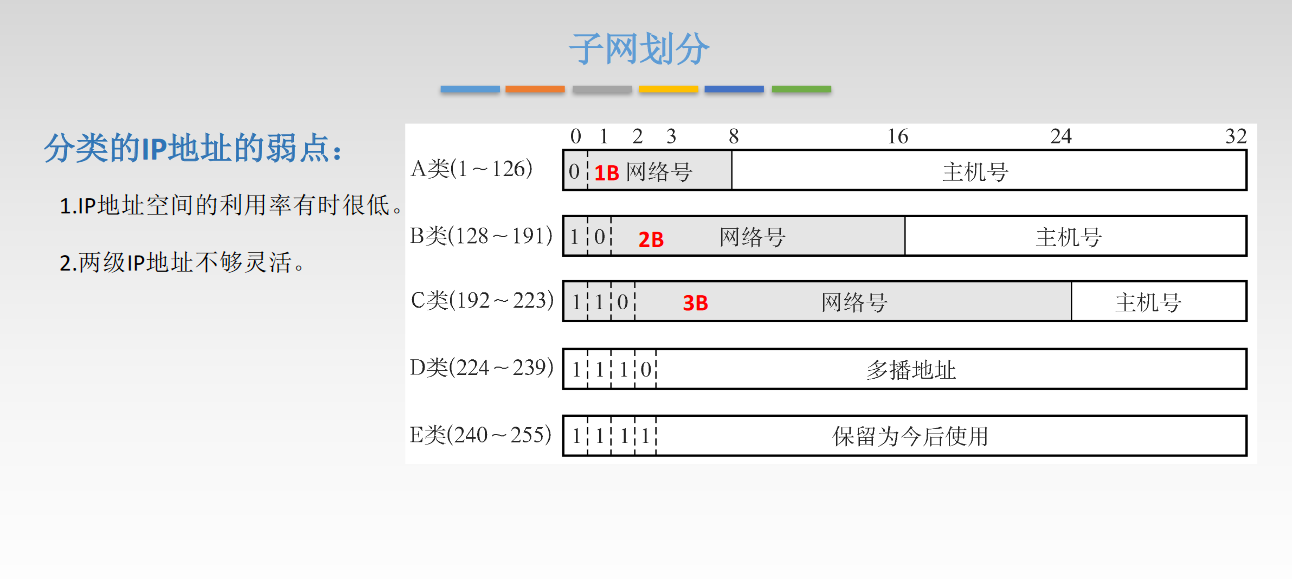 子网划分
分类的IP地址的弱点：
1.IP地址空间的利用率有时很低。
2.两级IP地址不够灵活。
0 1 2 3 8 16 24 32
A类(1～126) 0 1B 网络号 主机号
B类(128～191) 1 0 2B 网络号 主机号
C类(192～223) 1 1 0 3B 网络号 主机号
D类(224～239) 1 1 1 0 多播地址
E类(240～255) 1 1 1 1 保留为今后使用